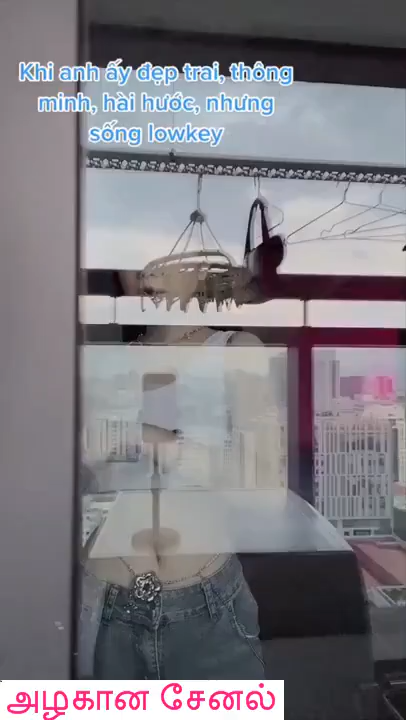 Khi anh ấy đẹp trai, thông
minh, hài hước, nhưng
sống lowkey
அழகான சேனல்